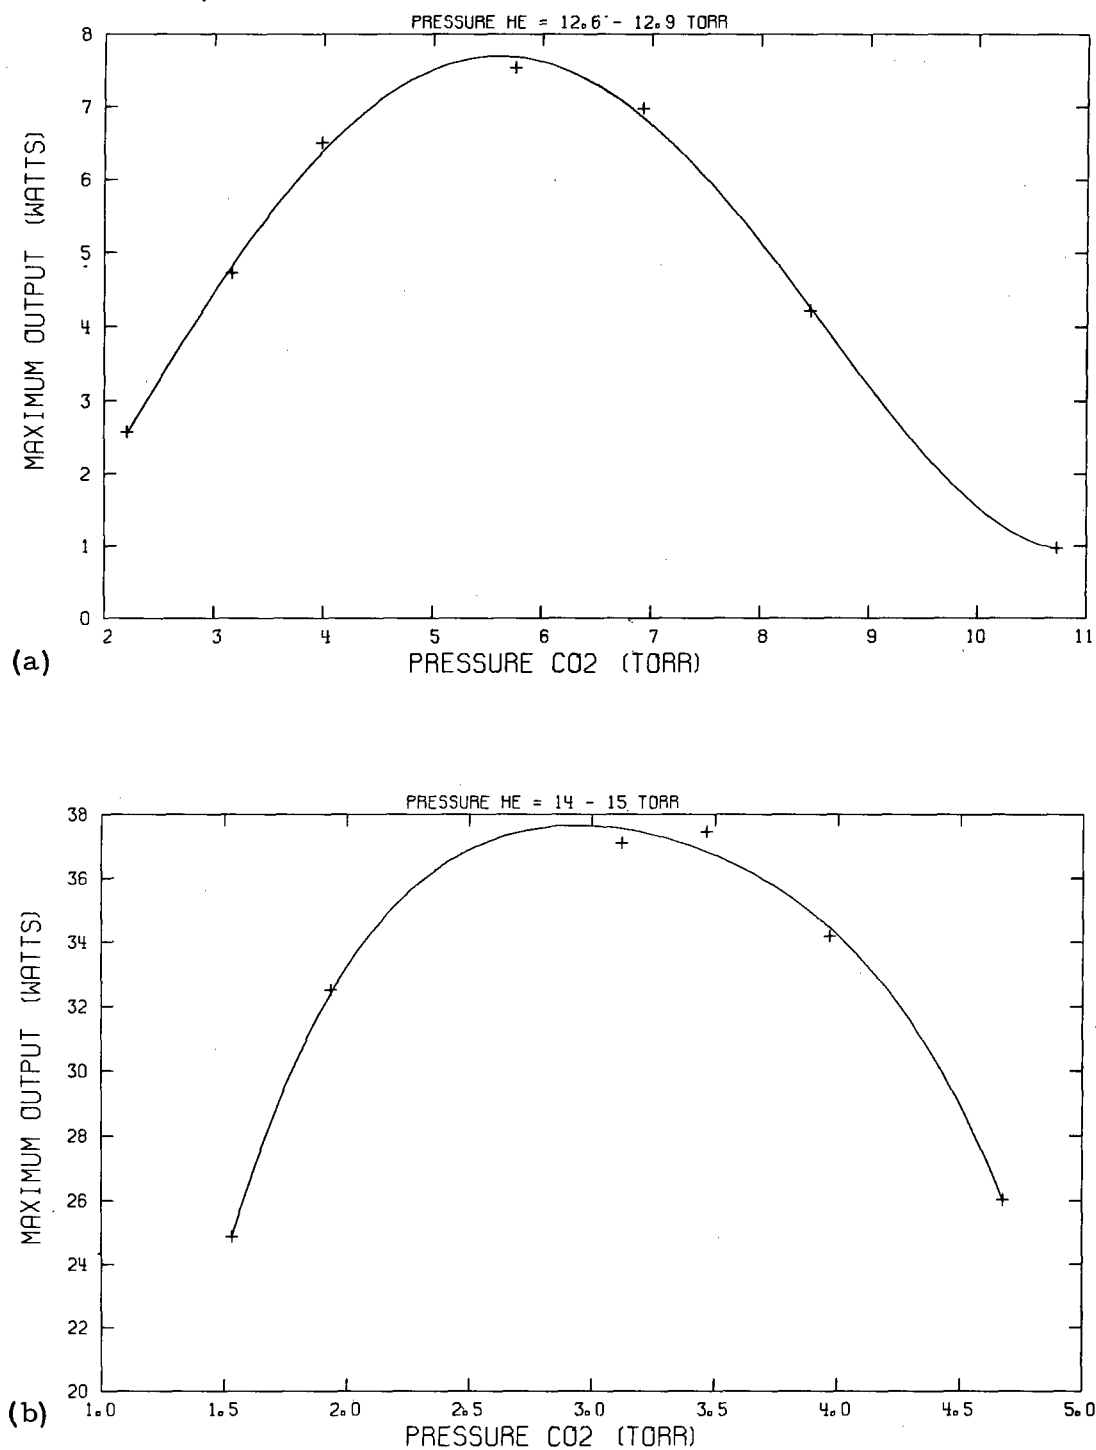 PRESSURE HE = 12.6 - 12.9 TORR
8
7
6
5
4
3
2
1
0
MAXIMUM OUTPUT (WATTS)
2 3 4 5 6 7 8 9 10 11
(a)
PRESSURE CO2 (TORR)
PRESSURE HE = 14 - 15 TORR
38
36
34
32
30
28
26
24
22
20
MAXIMUM OUTPUT (WATTS)
1.0 1.5 2.0 2.5 3.0 3.5 4.0 4.5 5.0
(b)
PRESSURE CO2 (TORR)